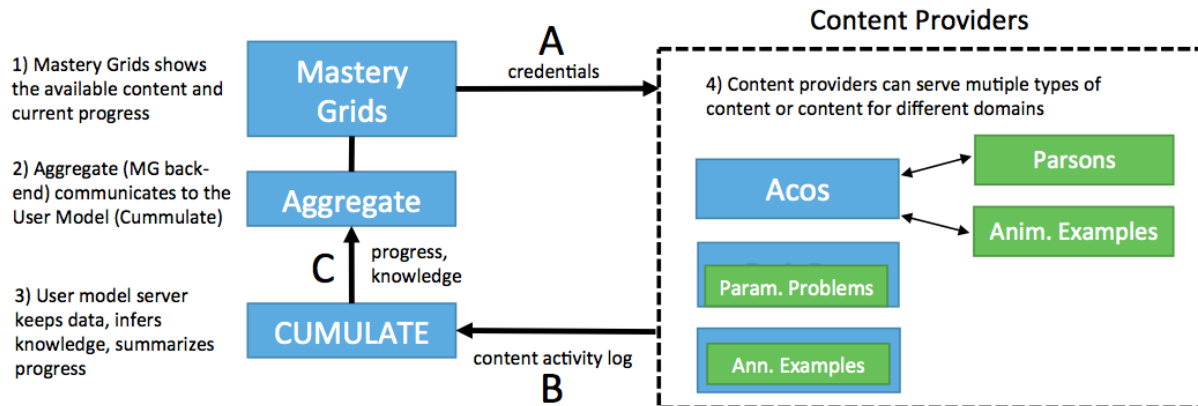 Content Providers
A
credentials
1) Mastery Grids shows
the available content and
current progress
Mastery
Grids
2) Aggregate (MG back-
end) communicates to the
User Model (Cummulate)
Aggregate
C
progress,
knowledge
3) User model server
keeps data, infers
knowledge, summarizes
progress
CUMULATE
content activity log
B
4) Content providers can serve mutiple types of
content or content for different domains
Acos
Parsons
Anim. Examples
Param. Problems
Ann. Examples